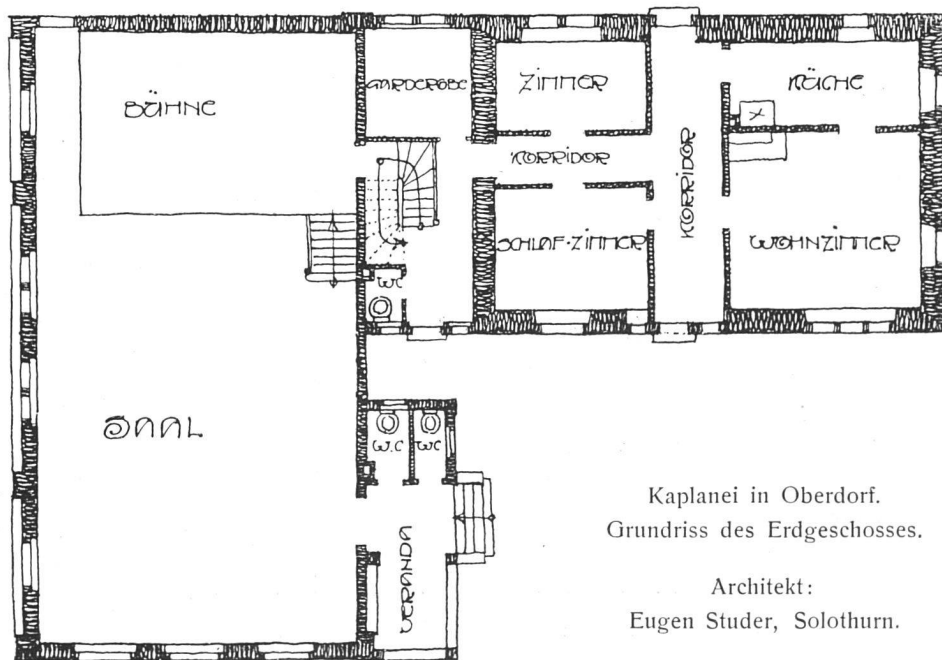 BÜHNE
GARDEROBE
ZIMMER
KÜCHE
KORRIDOR
KORRIDOR
SCHLAF-ZIMMER
WOHNZIMMER
WC
SAAL
W.C
WC
VERANDA
Kaplanei in Oberdorf.
Grundriss des Erdgeschosses.
Architekt:
Eugen Studer, Solothurn.